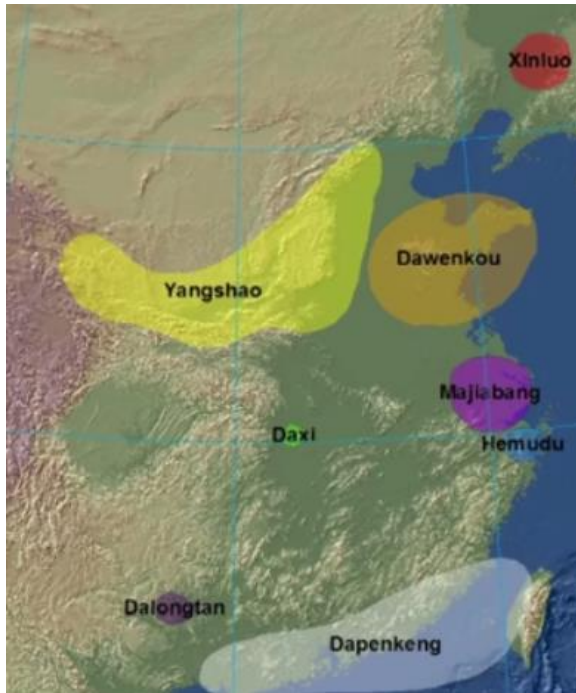 Xinluo
Dawenkou
Yangshao
Majiabang
Daxi
Hemudu
Dalongtan
Dapenkeng